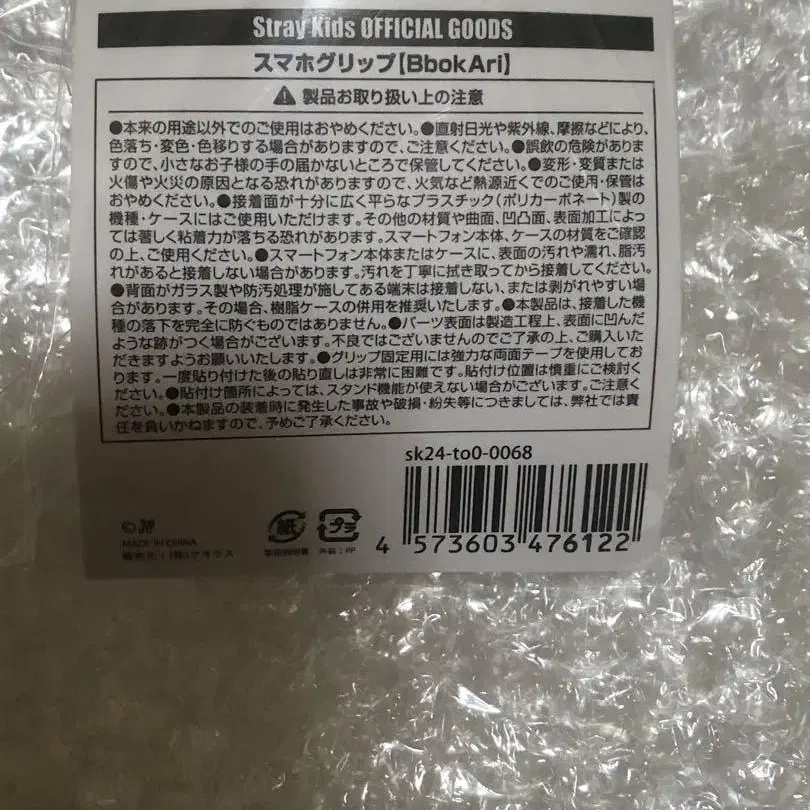 Stray Kids OFFICIAL GOODS
スマホグリップ【BbokAri】
製品お取り扱い上の注意
●本来の用途以外でのご使用はおやめください。●直射日光や紫外線、摩擦などにより、
色落ち・変色・色移りする場合がありますので、ご注意ください。●誤飲の危険がありま
すので、小さなお子様の手の届かないところで保管してください。●変形・変質または
火傷や火災の原因となる恐れがありますので、火気など熱源近くでのご使用・保管は
おやめください。●接着面が十分に広く平らなプラスチック(ポリカーボネート)製の
機種・ケースにはご使用いただけます。その他の材質や曲面、凹凸面、表面加工によっ
ては著しく粘着力が落ちる恐れがあります。スマートフォン本体、ケースの材質をご確認
の上、ご使用ください。●スマートフォン本体またはケースに、表面の汚れや濡れ、脂汚
れがあると接着しない場合があります。汚れを丁寧に拭き取ってから接着してください。
●背面がガラス製や防汚処理が施してある端末は接着しない、または剥がれやすい場
合があります。その場合、樹脂ケースの併用を推奨いたします。●本製品は、接着した機
種の落下を完全に防ぐものではありません。●パーツ表面は製造工程上、表面に凹んだ
ような跡がつく場合がございます。不良ではございませんのでご了承の上、ご購入いた
だきますようお願いいたします。●グリップ固定用には強力な両面テープを使用してお
ります。一度貼り付けた後の貼り直しは非常に困難です。貼付け位置は慎重にご検討く
ださい。●貼付け箇所によっては、スタンド機能が使えない場合がございます。ご注意く
ださい。●本製品の装着時に発生した事故や破損・紛失等につきましては、弊社では責
任を負いかねますので、予めご了承ください。
sk24-to0-0068
©JYP
MADE IN CHINA
紙
プラ
外装:PP
4 573603 476122